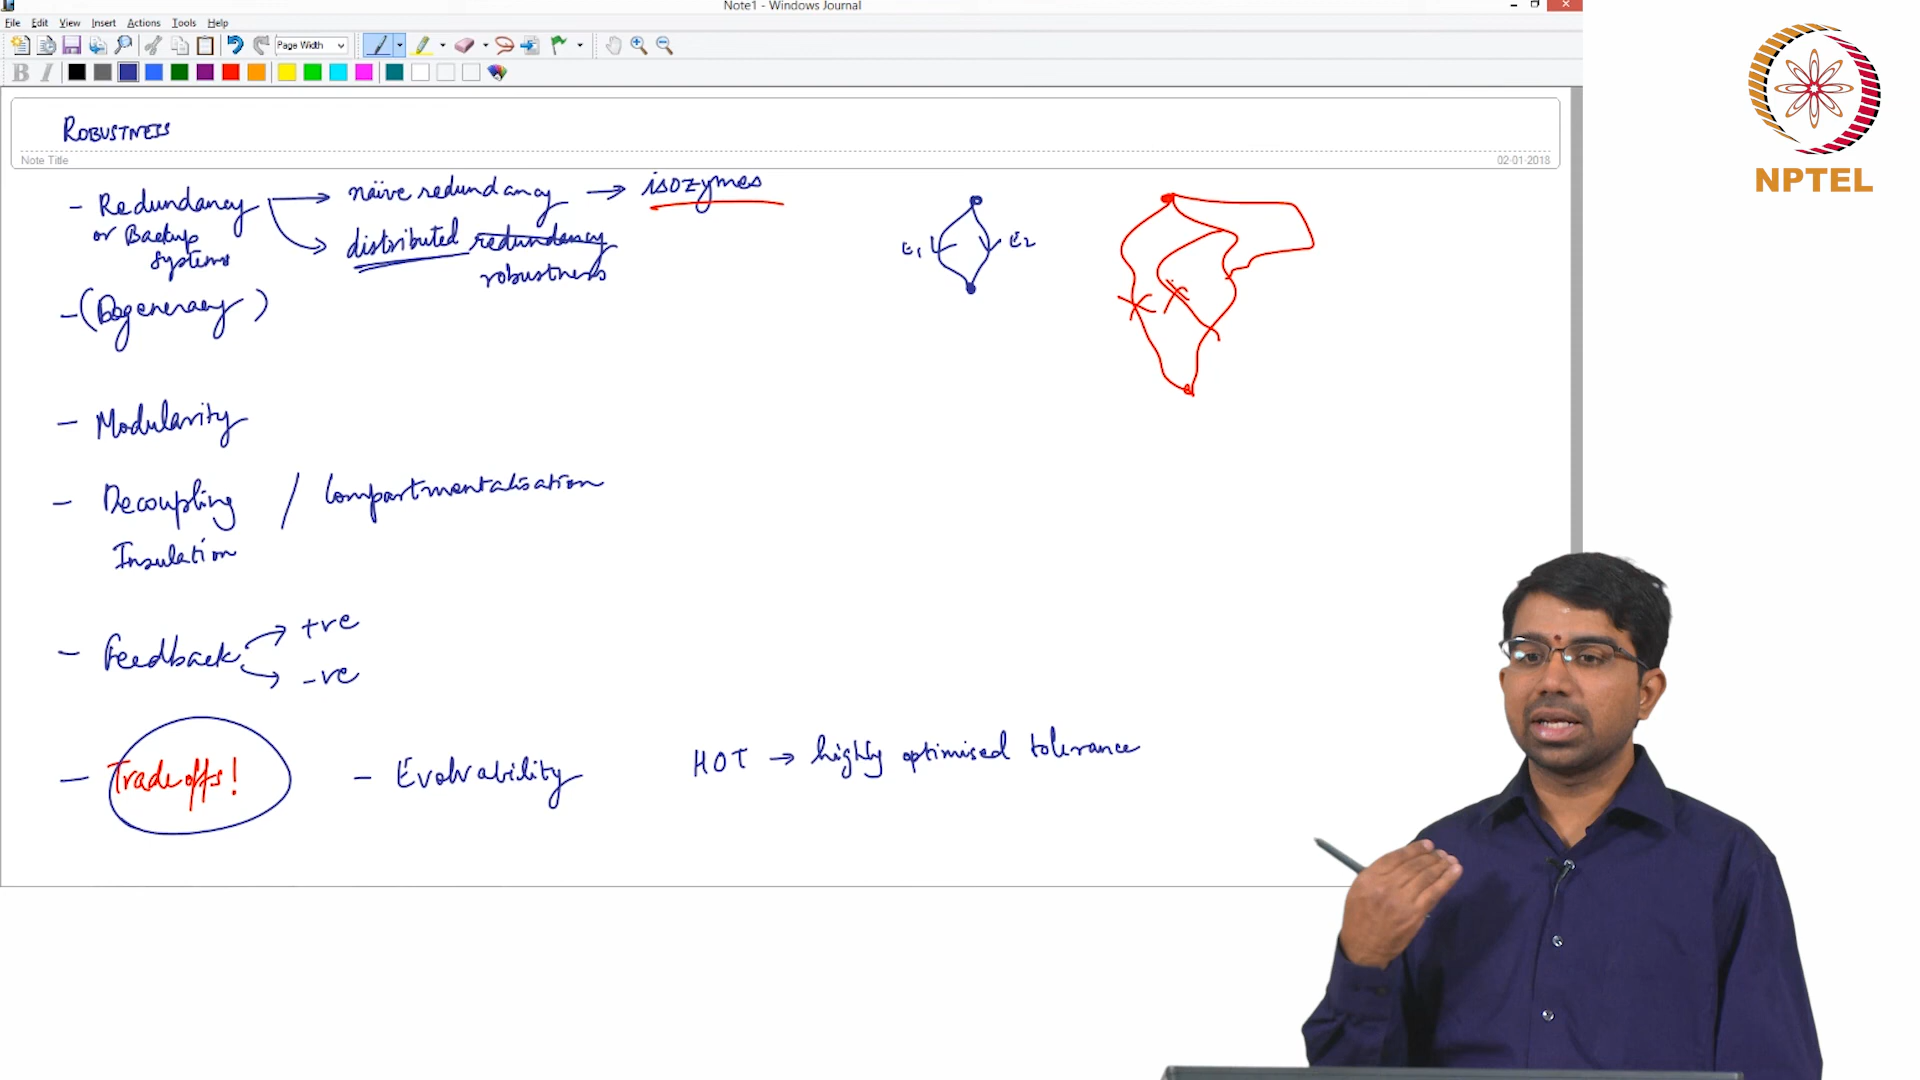 Note1 - Windows Journal
File Edit View Insert Actions Tools Help
Page Width
B I
ROBUSTNESS
Note Title
02-01-2018
- Redundancy → naïve redundancy → isozymes
or Backup
systems
distributed redundancy
robustness
E1 E2
- (Degeneracy)
- Modularity
- Decoupling / Compartmentalisation
Insulation
- Feedback → +ve
→ -ve
- Tradeoffs! - Evolvability HOT → highly optimised tolerance
NPTEL